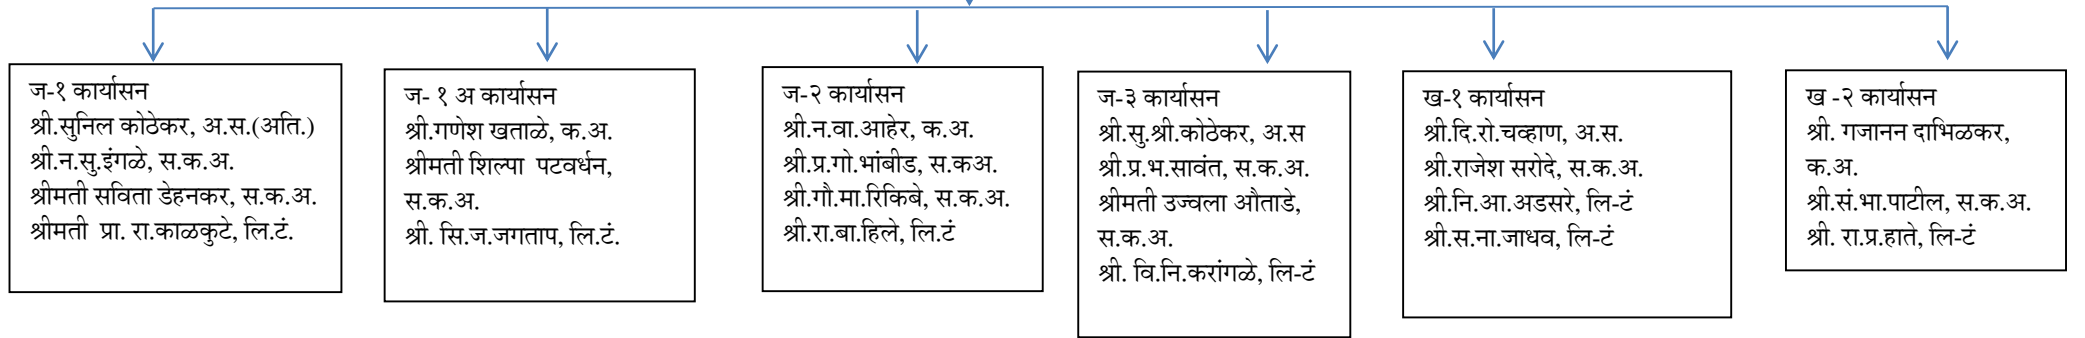 ज-१ कार्यासन
श्री.सुनिल कोठेकर, अ.स.(अति.)
श्री.न.सु.इंगळे, स.क.अ.
श्रीमती सविता डेहनकर, स.क.अ.
श्रीमती  प्रा. रा.काळकुटे, लि.टं.
ज- १ अ कार्यासन
श्री.गणेश खताळे, क.अ.
श्रीमती शिल्पा  पटवर्धन,
स.क.अ.
श्री. सि.ज.जगताप, लि.टं.
ज-२ कार्यासन
श्री.न.वा.आहेर, क.अ.
श्री.प्र.गो.भांबीड, स.कअ.
श्री.गौ.मा.रिकिबे, स.क.अ.
श्री.रा.बा.हिले, लि.टं
ज-३ कार्यासन
श्री.सु.श्री.कोठेकर, अ.स
श्री.प्र.भ.सावंत, स.क.अ.
श्रीमती उज्वला औताडे,
स.क.अ.
श्री. वि.नि.करांगळे, लि-टं
ख-१ कार्यासन
श्री.दि.रो.चव्हाण, अ.स.
श्री.राजेश सरोदे, स.क.अ.
श्री.नि.आ.अडसरे, लि-टं
श्री.स.ना.जाधव, लि-टं
ख -२ कार्यासन
श्री. गजानन दाभिळकर,
क.अ.
श्री.सं.भा.पाटील, स.क.अ.
श्री. रा.प्र.हाते, लि-टं